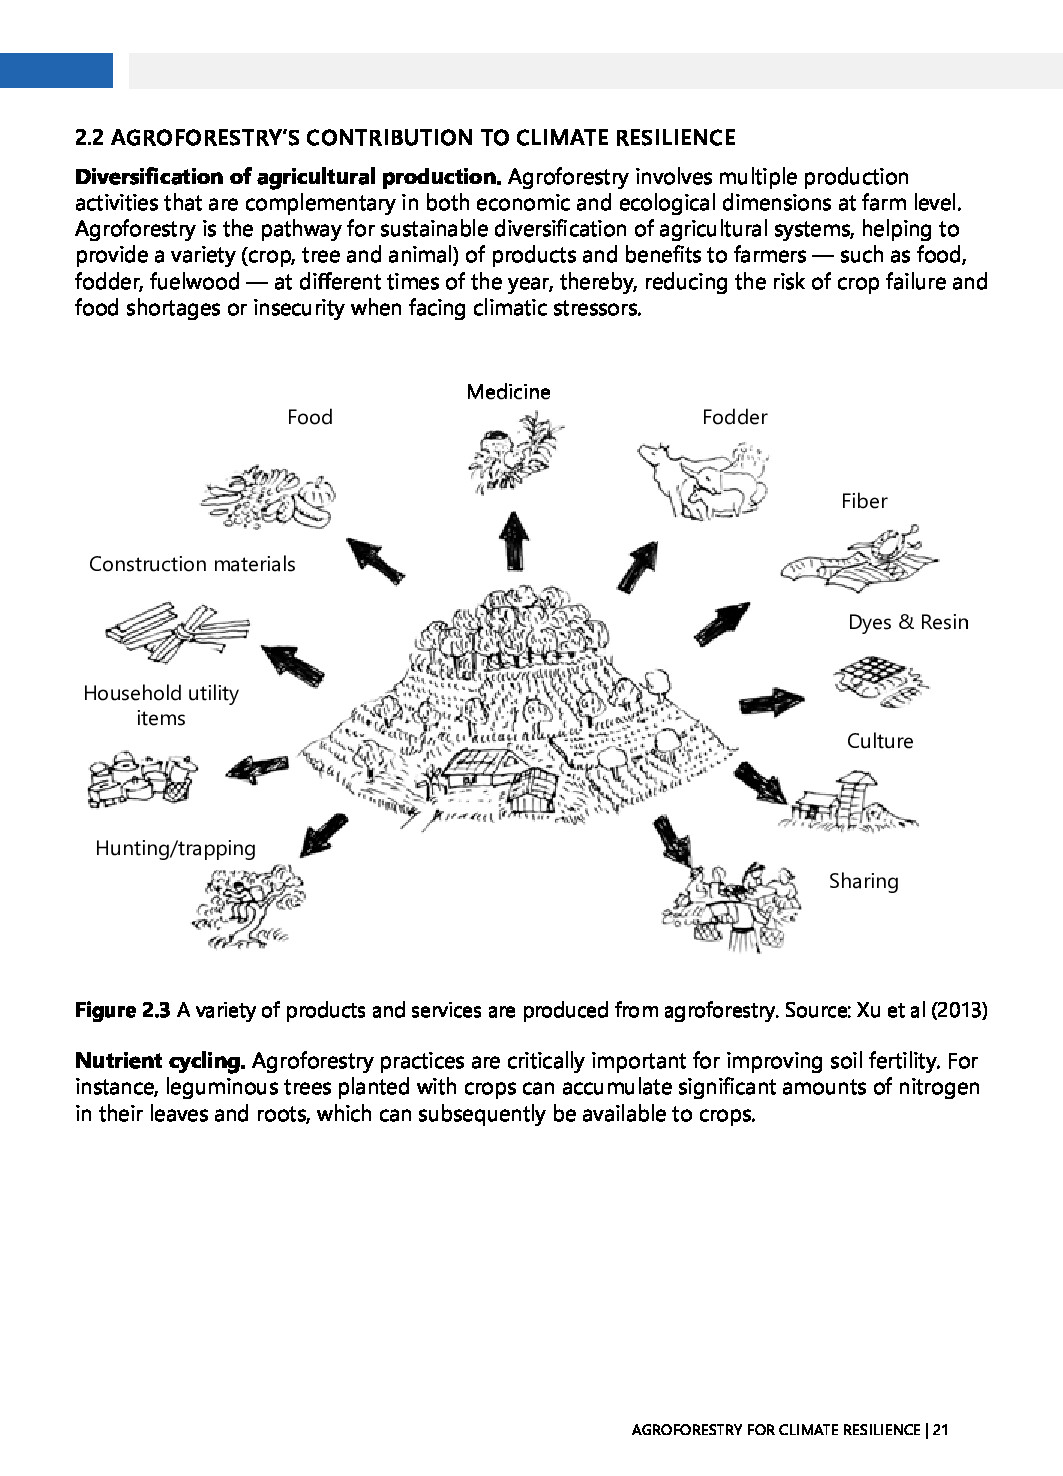 2.2 AGROFORESTRY'S CONTRIBUTION TO CLIMATE RESILIENCE
Diversification of agricultural production. Agroforestry involves multiple production
activities that are complementary in both economic and ecological dimensions at farm level.
Agroforestry is the pathway for sustainable diversification of agricultural systems, helping to
provide a variety (crop, tree and animal) of products and benefits to farmers — such as food,
fodder, fuelwood — at different times of the year, thereby, reducing the risk of crop failure and
food shortages or insecurity when facing climatic stressors.
Medicine
Food
Fodder
Fiber
Construction materials
Dyes & Resin
Household utility
items
Culture
Hunting/trapping
Sharing
Figure 2.3 A variety of products and services are produced from agroforestry. Source: Xu et al (2013)
Nutrient cycling. Agroforestry practices are critically important for improving soil fertility. For
instance, leguminous trees planted with crops can accumulate significant amounts of nitrogen
in their leaves and roots, which can subsequently be available to crops.
AGROFORESTRY FOR CLIMATE RESILIENCE | 21